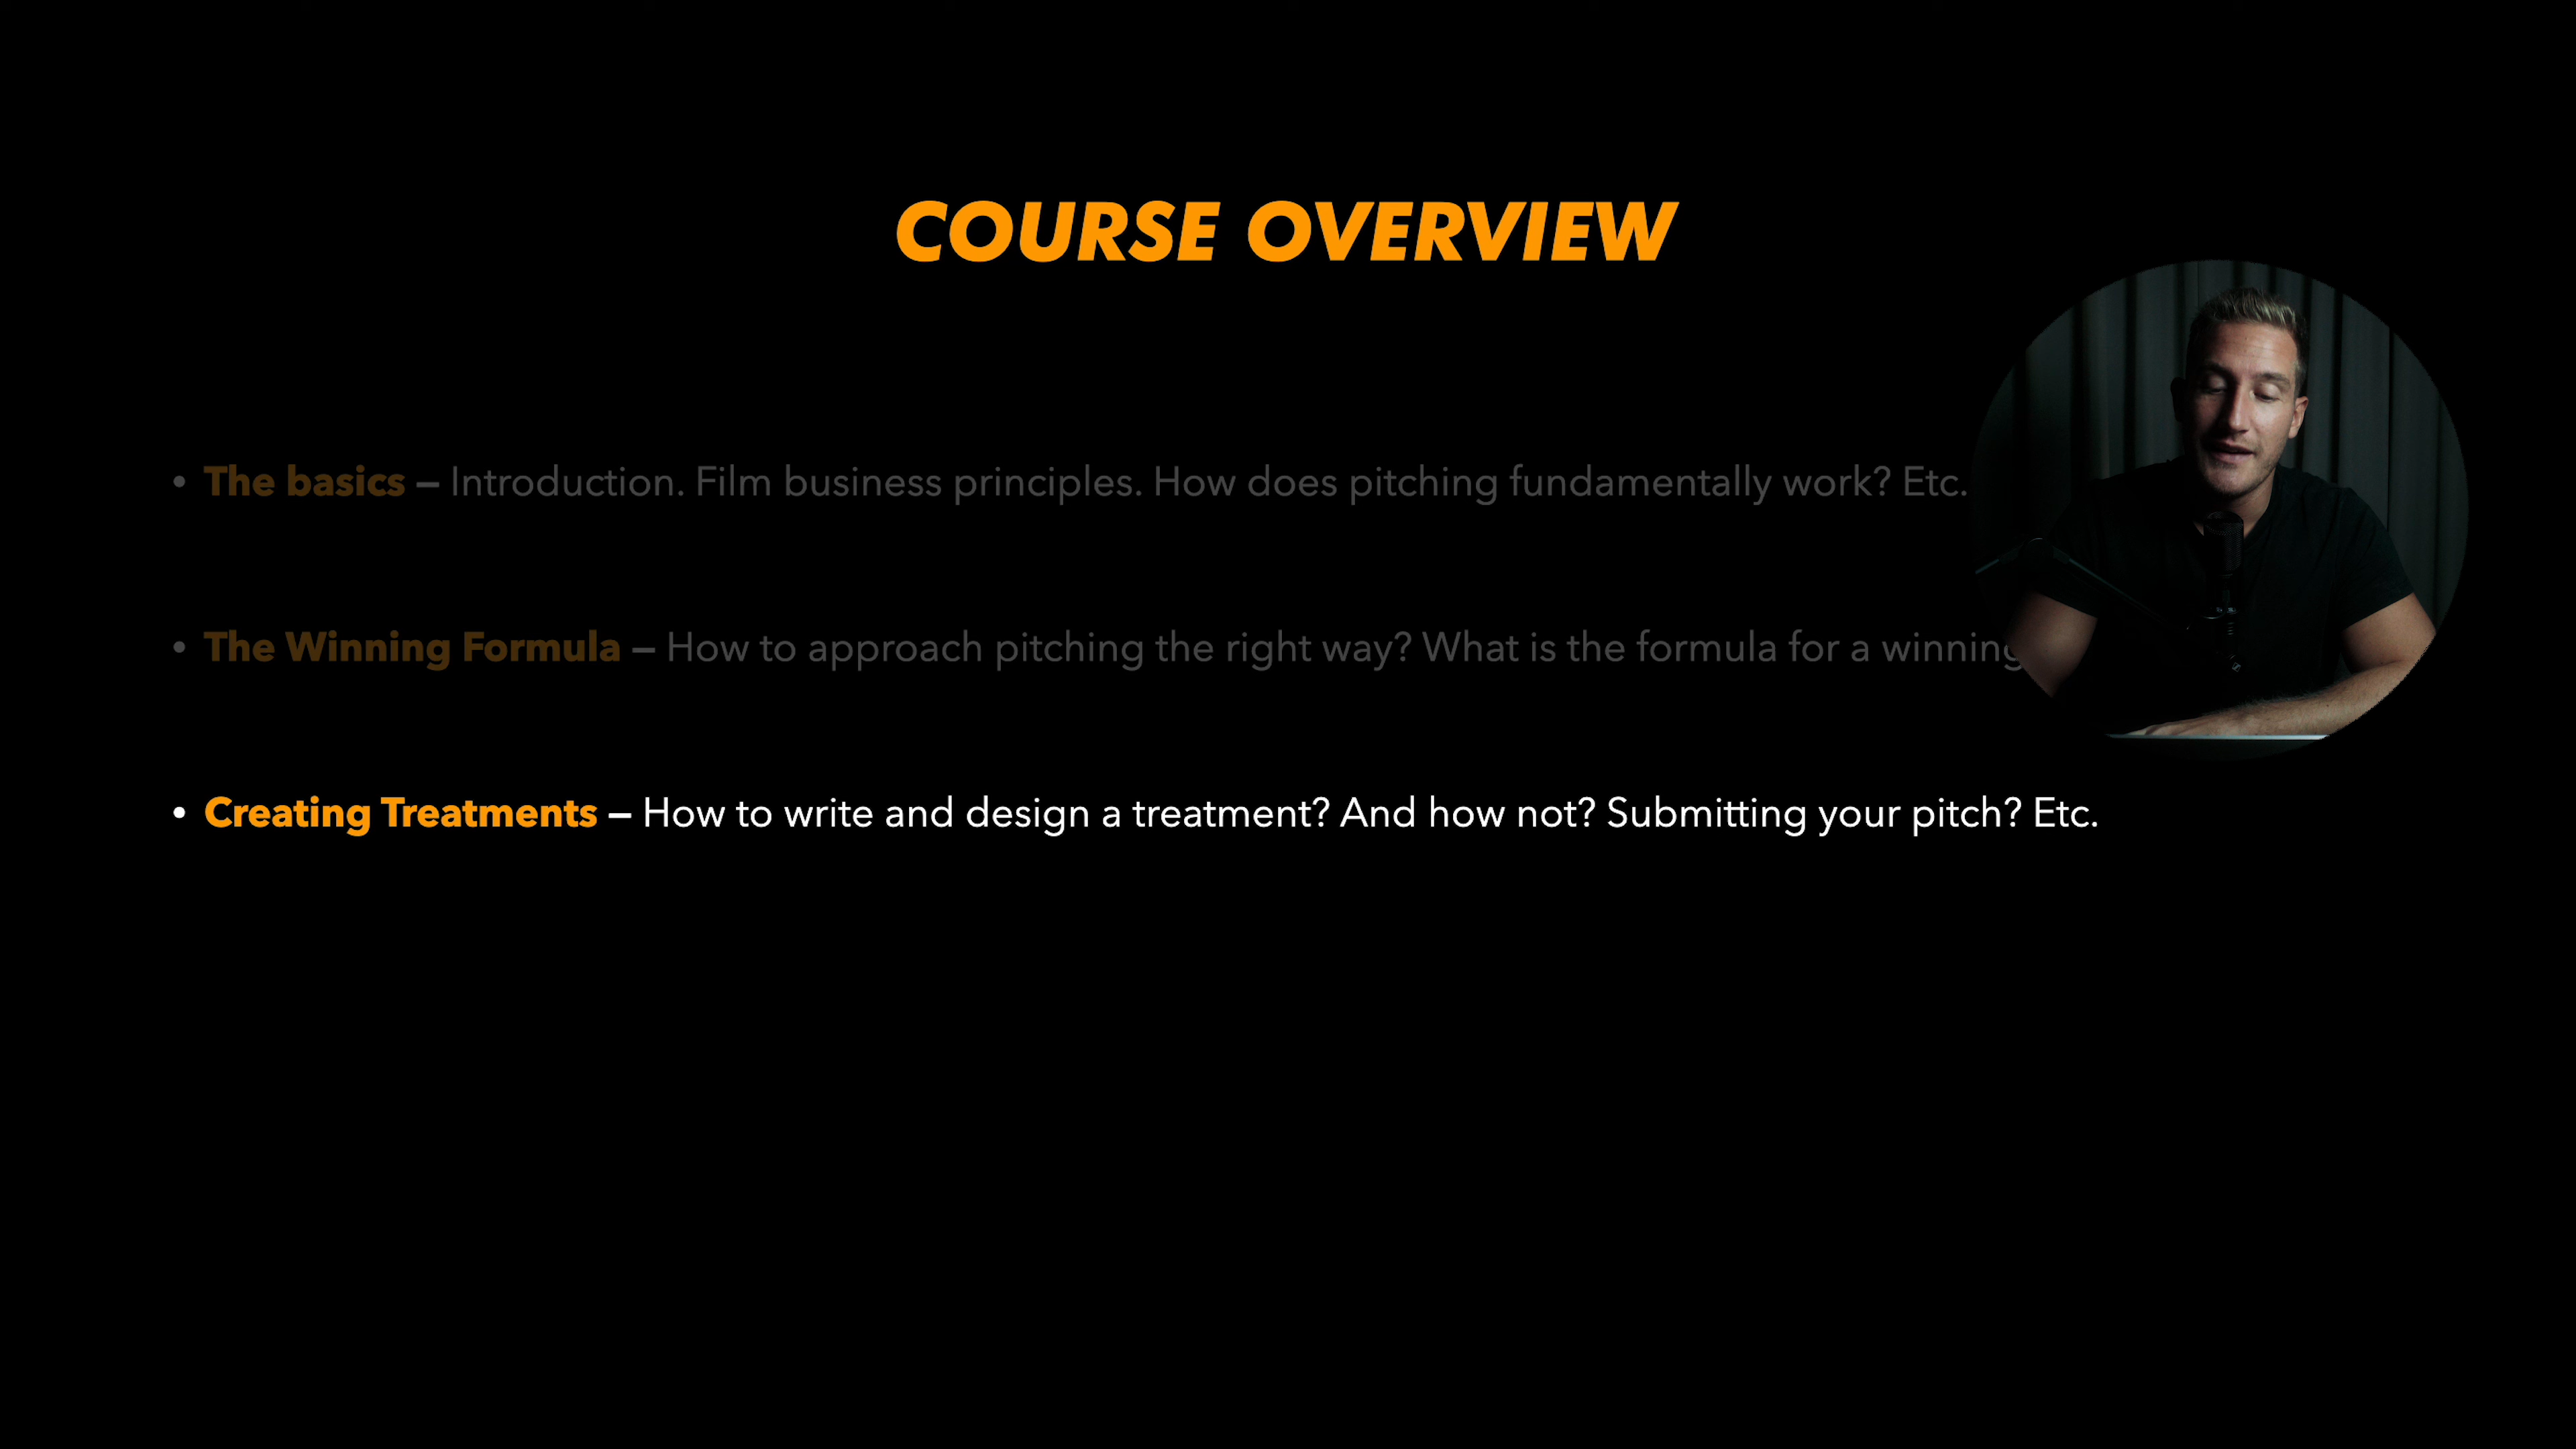 COURSE OVERVIEW
• The basics – Introduction. Film business principles. How does pitching fundamentally work? Etc.
• The Winning Formula – How to approach pitching the right way? What is the formula for a winning
• Creating Treatments – How to write and design a treatment? And how not? Submitting your pitch? Etc.